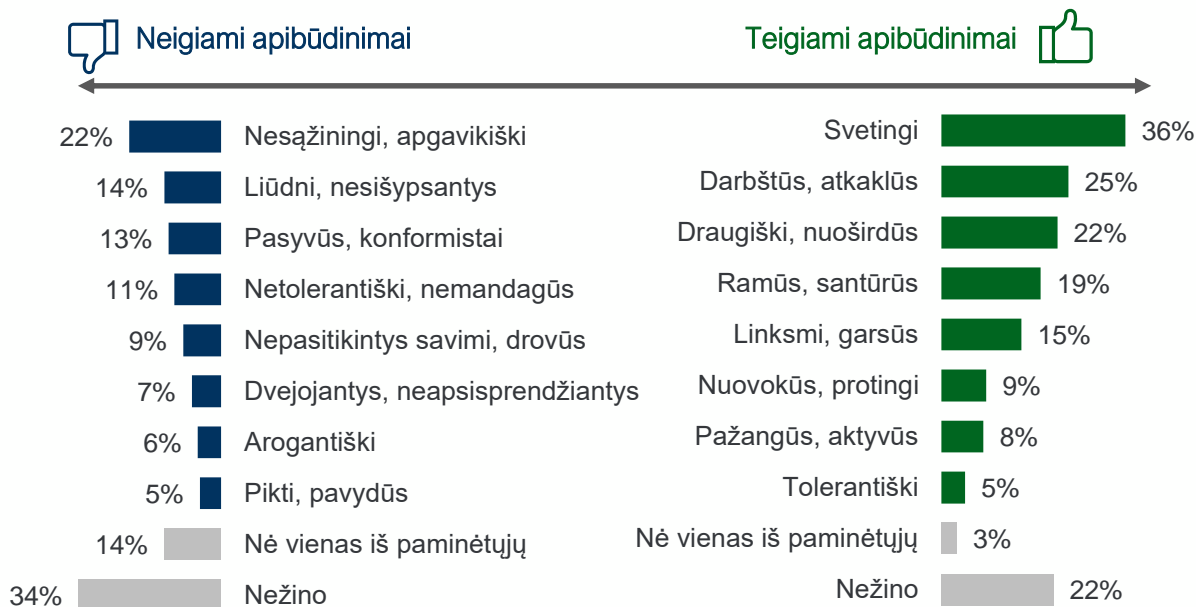 Neigiami apibūdinimai
22% Nesąžiningi, apgavikiški
14% Liūdni, nesišypsantys
13% Pasyvūs, konformistai
11% Netolerantiški, nemandagūs
9% Nepasitikintys savimi, drovūs
7% Dvejojantys, neapsisprendžiantys
6% Arogantiški
5% Pikti, pavydūs
14% Nė vienas iš paminėtųjų
34% Nežino
Teigiami apibūdinimai
Svetingi 36%
Darbštūs, atkaklūs 25%
Draugiški, nuoširdūs 22%
Ramūs, santūrūs 19%
Linksmi, garsūs 15%
Nuovokūs, protingi 9%
Pažangūs, aktyvūs 8%
Tolerantiški 5%
Nė vienas iš paminėtųjų 3%
Nežino 22%